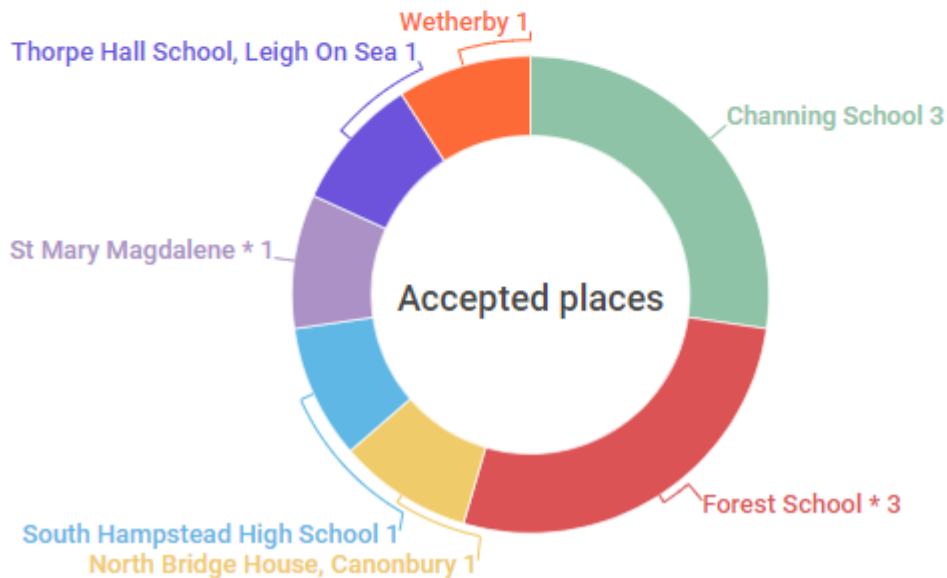 Wetherby 1
Thorpe Hall School, Leigh On Sea 1
Channing School 3
St Mary Magdalene * 1
Accepted places
Forest School * 3
South Hampstead High School 1
North Bridge House, Canonbury 1